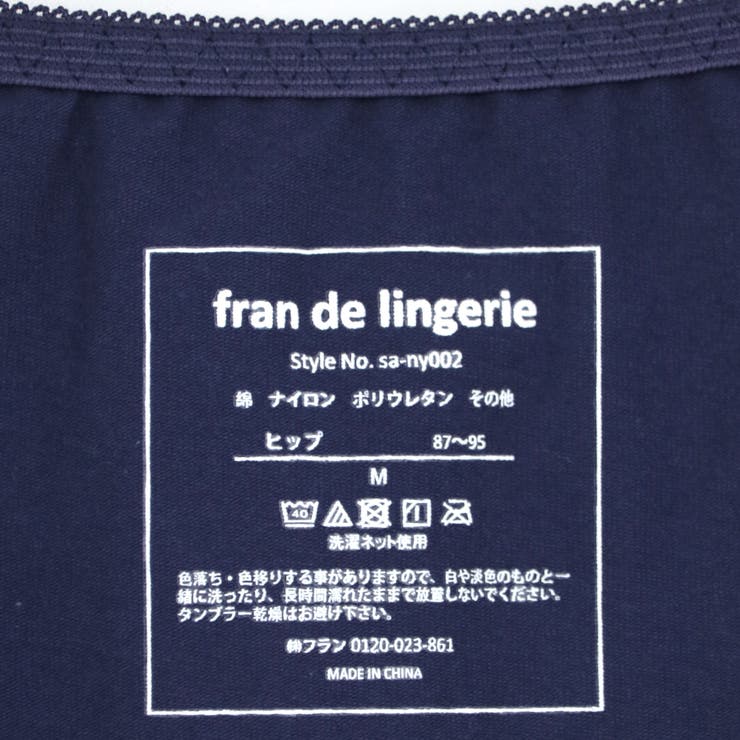 fran de lingerie
Style No. sa-ny002
綿 ナイロン ポリウレタン その他
ヒップ 87〜95
M
40
洗濯ネット使用
色落ち・色移りする事がありますので、白や淡色のものと一
緒に洗ったり、長時間濡れたままで放置しないでください。
タンブラー乾燥はお避け下さい。
㈱フラン 0120-023-861
MADE IN CHINA